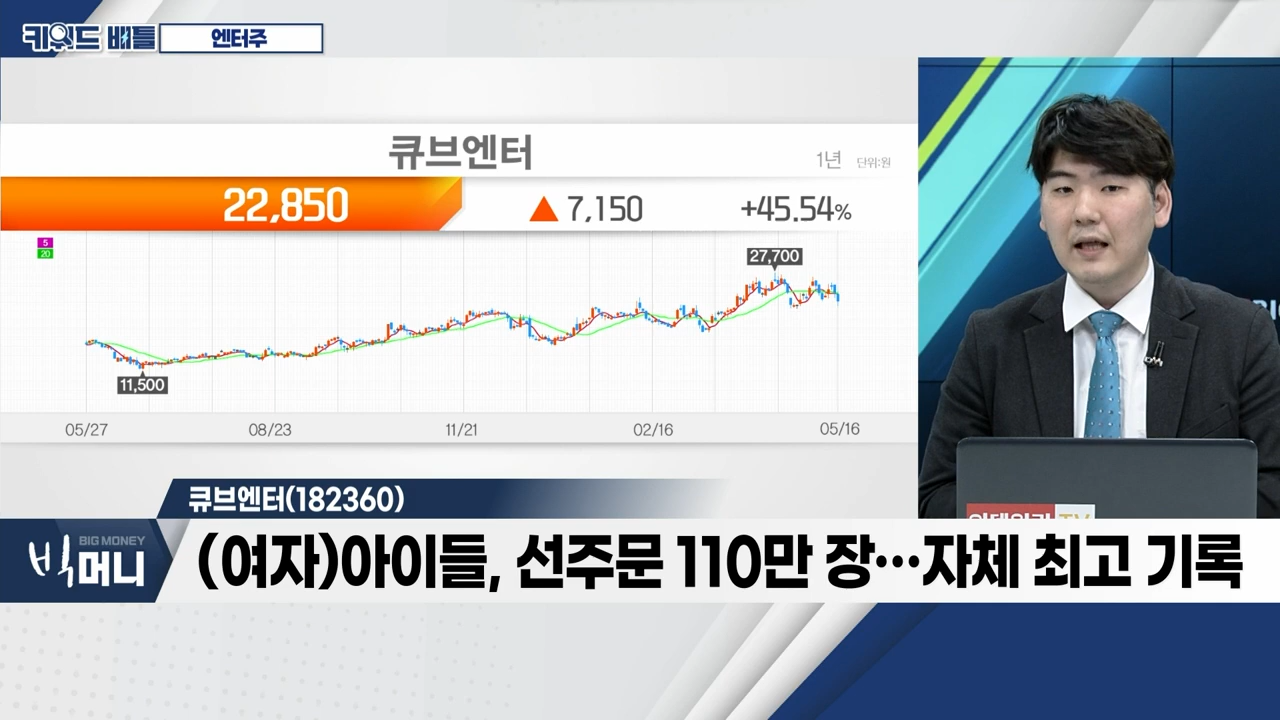 키워드 배틀 엔터주
큐브엔터
1년 단위:원
22,850 ▲ 7,150 +45.54%
5
20
27,700
11,500
05/27 08/23 11/21 02/16 05/16
큐브엔터(182360)
빅머니 BIG MONEY
(여자)아이들, 선주문 110만 장…자체 최고 기록